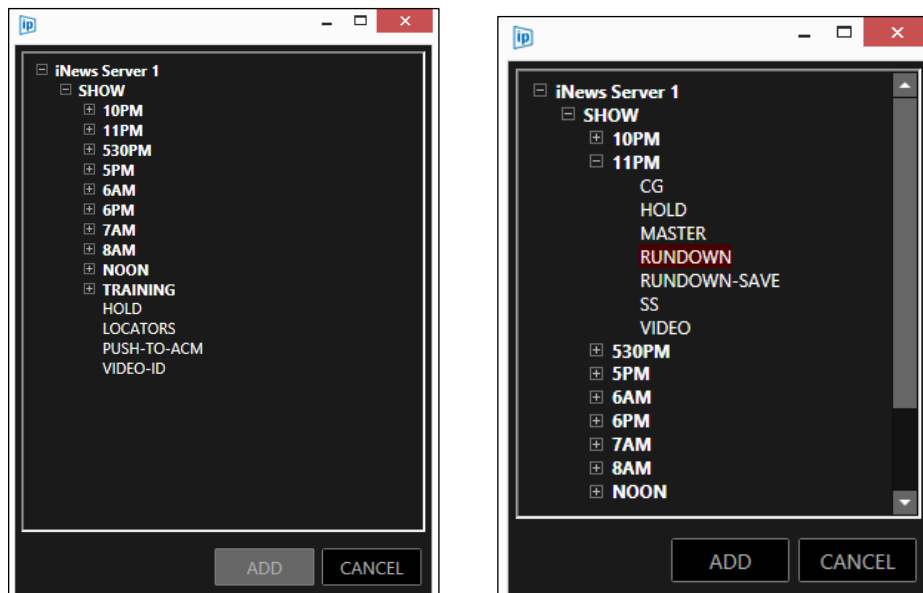 ip
iNews Server 1
SHOW
10PM
11PM
530PM
5PM
6AM
6PM
7AM
8AM
NOON
TRAINING
HOLD
LOCATORS
PUSH-TO-ACM
VIDEO-ID
ADD CANCEL
ip
iNews Server 1
SHOW
10PM
11PM
CG
HOLD
MASTER
RUNDOWN
RUNDOWN-SAVE
SS
VIDEO
530PM
5PM
6AM
6PM
7AM
8AM
NOON
ADD CANCEL